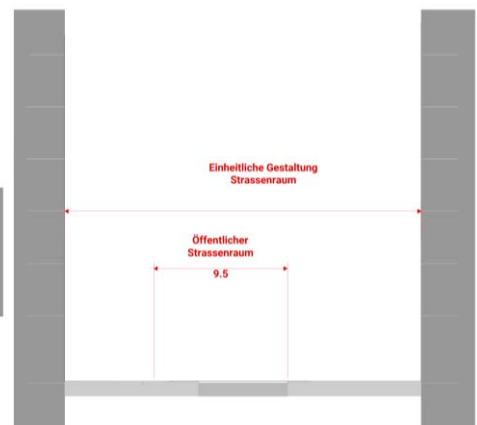 Einheitliche Gestaltung
Strassenraum
Öffentlicher
Strassenraum
9.5